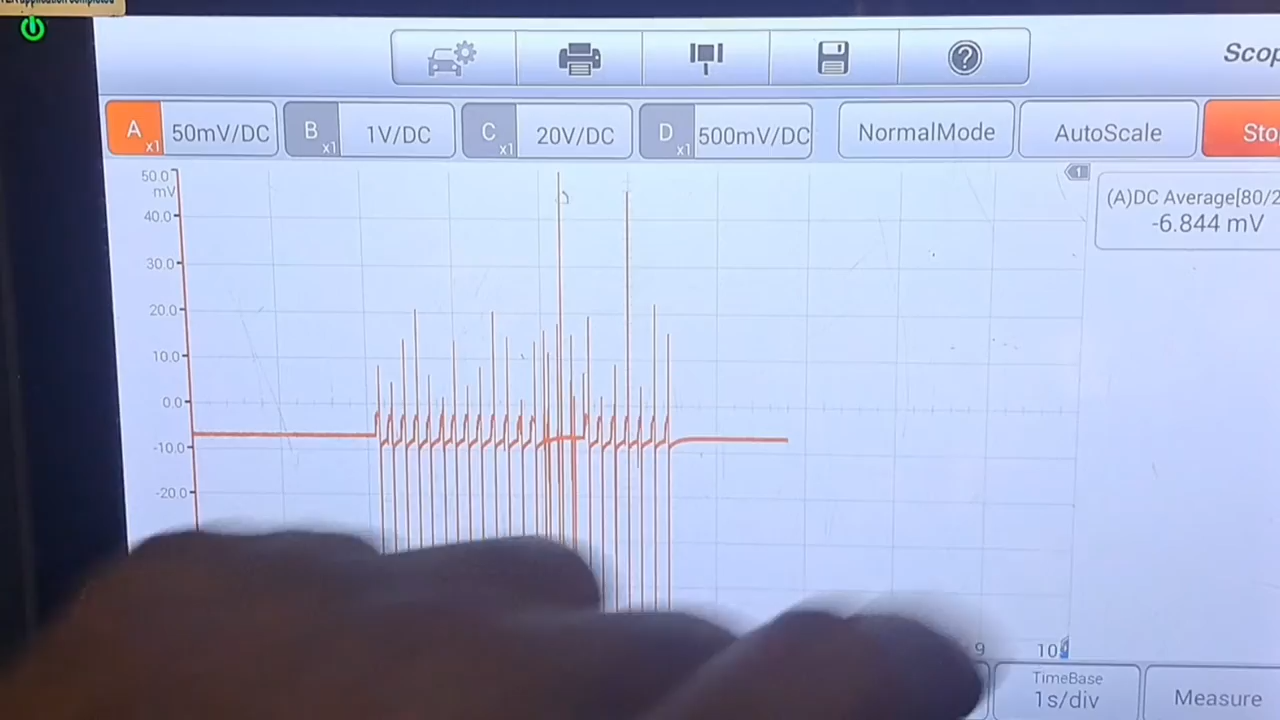 Scop
A x1 50mV/DC B x1 1V/DC C x1 20V/DC D x1 500mV/DC NormalMode AutoScale Sto
50.0
mV
1
(A)DC Average[80/2
-6.844 mV
40.0
30.0
20.0
10.0
0.0
-10.0
-20.0
9 10
TimeBase
1s/div
Measure